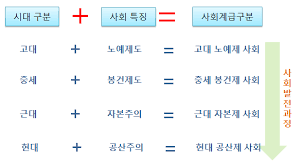 시대 구분 + 사회 특징 = 사회계급구분
고대 + 노예제도 = 고대 노예제 사회
중세 + 봉건제도 = 중세 봉건제 사회
근대 + 자본주의 = 근대 자본제 사회
현대 + 공산주의 = 현대 공산제 사회
사회발전과정